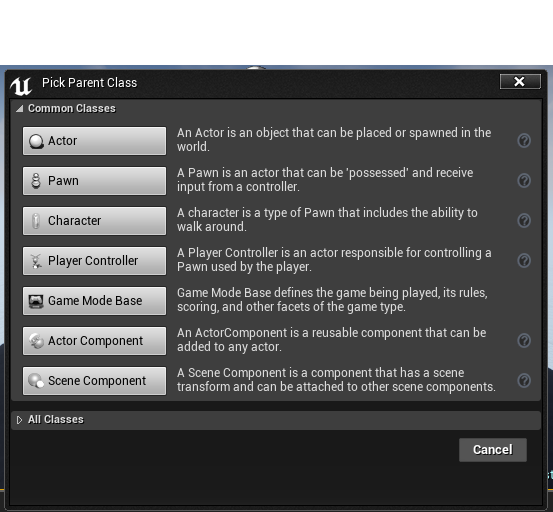 Pick Parent Class
Common Classes
Actor
An Actor is an object that can be placed or spawned in the
world.
Pawn
A Pawn is an actor that can be 'possessed' and receive
input from a controller.
Character
A character is a type of Pawn that includes the ability to
walk around.
Player Controller
A Player Controller is an actor responsible for controlling a
Pawn used by the player.
Game Mode Base
Game Mode Base defines the game being played, its rules,
scoring, and other facets of the game type.
Actor Component
An ActorComponent is a reusable component that can be
added to any actor.
Scene Component
A Scene Component is a component that has a scene
transform and can be attached to other scene components.
All Classes
Cancel